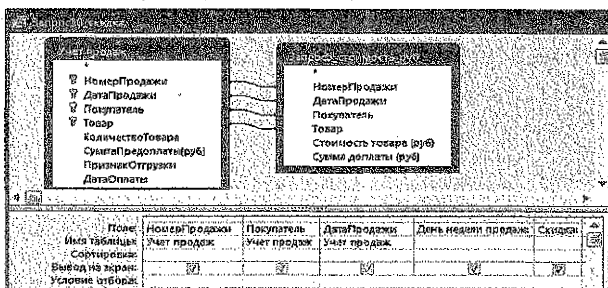 *
НомерПродажи
ДатаПродажи
Покупатель
Товар
КоличествоТовара
СуммаПредоплаты(руб)
ПризнакОтгрузки
ДатаОплаты
*
НомерПродажи
ДатаПродажи
Покупатель
Товар
Стоимость товара (руб)
Сумма доплаты (руб)
Поле: НомерПродажи Покупатель ДатаПродажи День недели продаж: Скидка:
Имя таблицы: Учет продаж Учет продаж Учет продаж
Сортировка:
Вывод на экран:
Условие отбора: